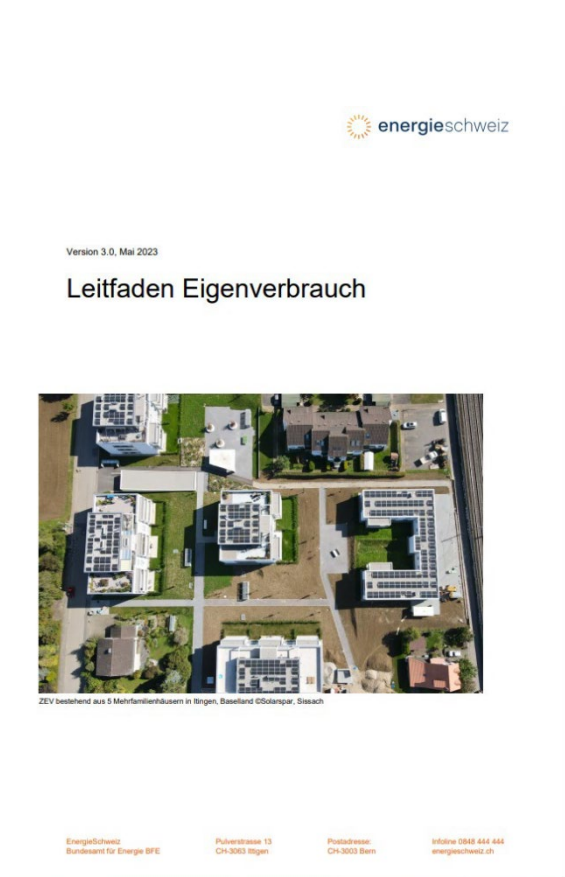 energieschweiz
Version 3.0, Mai 2023
Leitfaden Eigenverbrauch
ZEV bestehend aus 5 Mehrfamilienhäusern in Itingen, Baselland ©Solarspar, Sissach
EnergieSchweiz
Bundesamt für Energie BFE
Pulverstrasse 13
CH-3063 Ittigen
Postadresse:
CH-3003 Bern
Infoline 0848 444 444
energieschweiz.ch